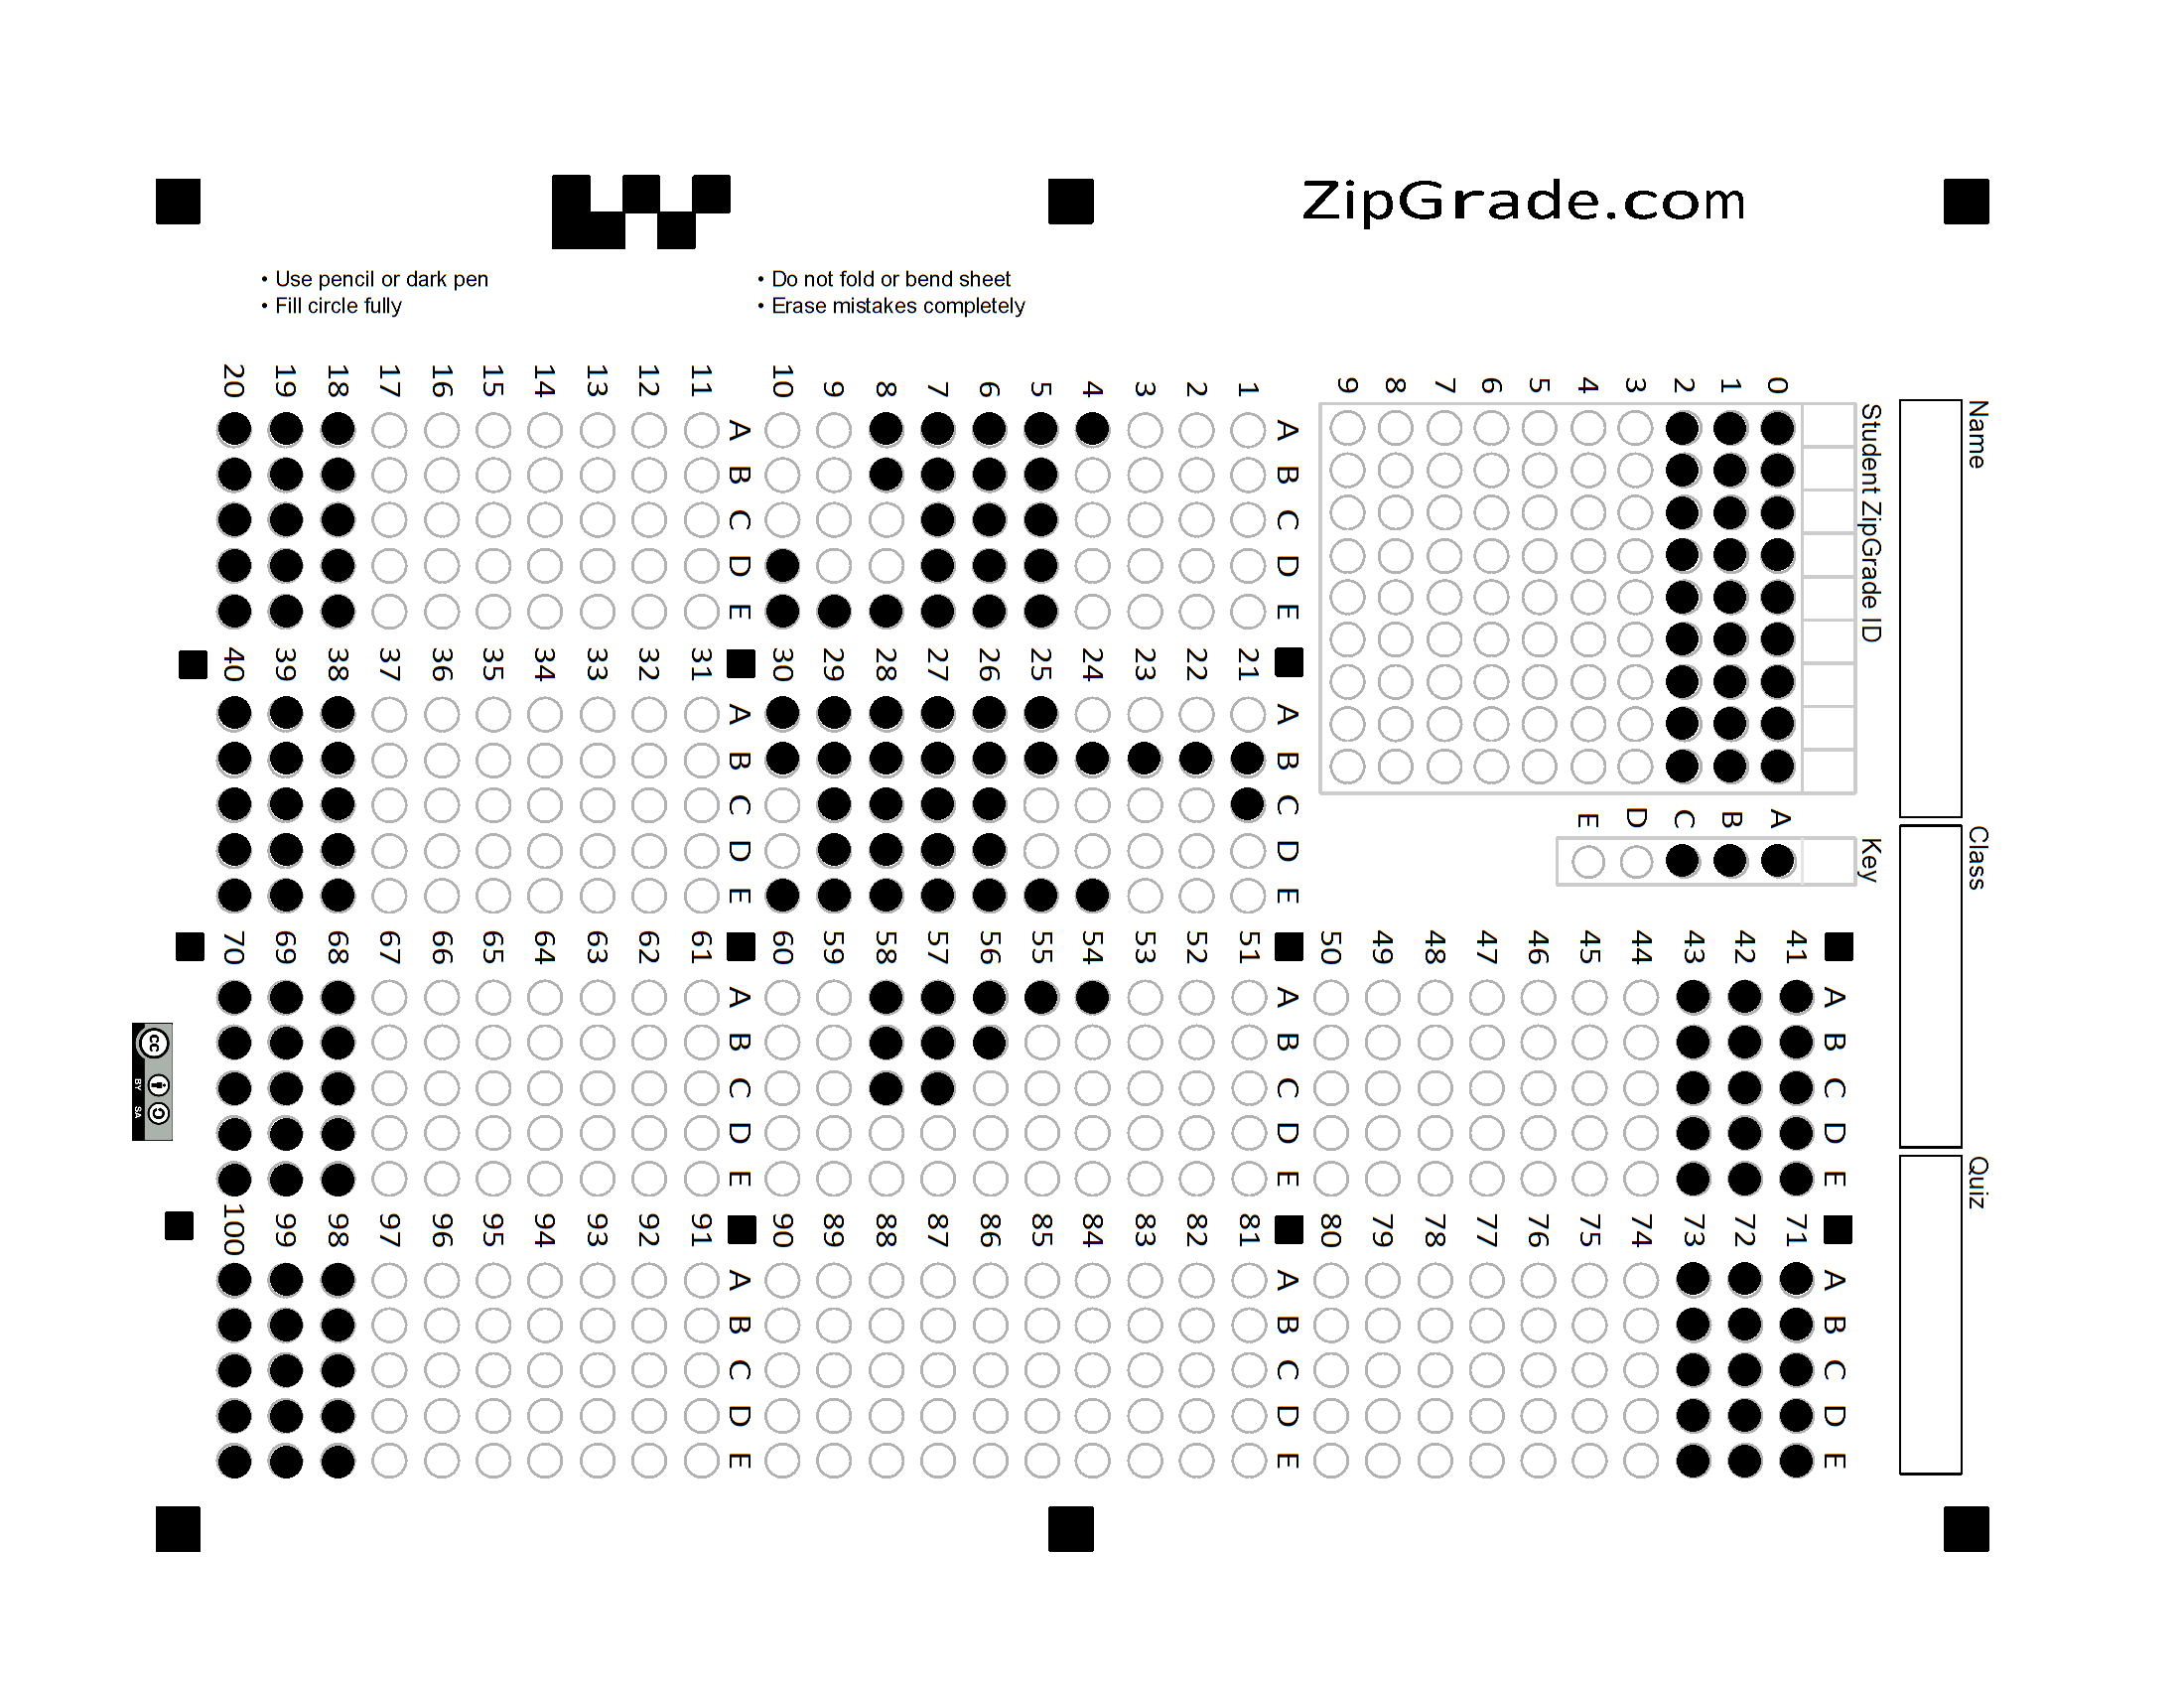 ZipGrade.com
• Use pencil or dark pen
• Fill circle fully
• Do not fold or bend sheet
• Erase mistakes completely
Name
Class
Quiz
Student ZipGrade ID
0 1 2 3 4 5 6 7 8 9
Key
A B C D E
A B C D E
1 2 3 4 5 6 7 8 9 10
A B C D E
11 12 13 14 15 16 17 18 19 20
A B C D E
21 22 23 24 25 26 27 28 29 30
A B C D E
31 32 33 34 35 36 37 38 39 40
A B C D E
41 42 43 44 45 46 47 48 49 50
A B C D E
51 52 53 54 55 56 57 58 59 60
A B C D E
61 62 63 64 65 66 67 68 69 70
A B C D E
71 72 73 74 75 76 77 78 79 80
A B C D E
81 82 83 84 85 86 87 88 89 90
A B C D E
91 92 93 94 95 96 97 98 99 100
cc
BY SA